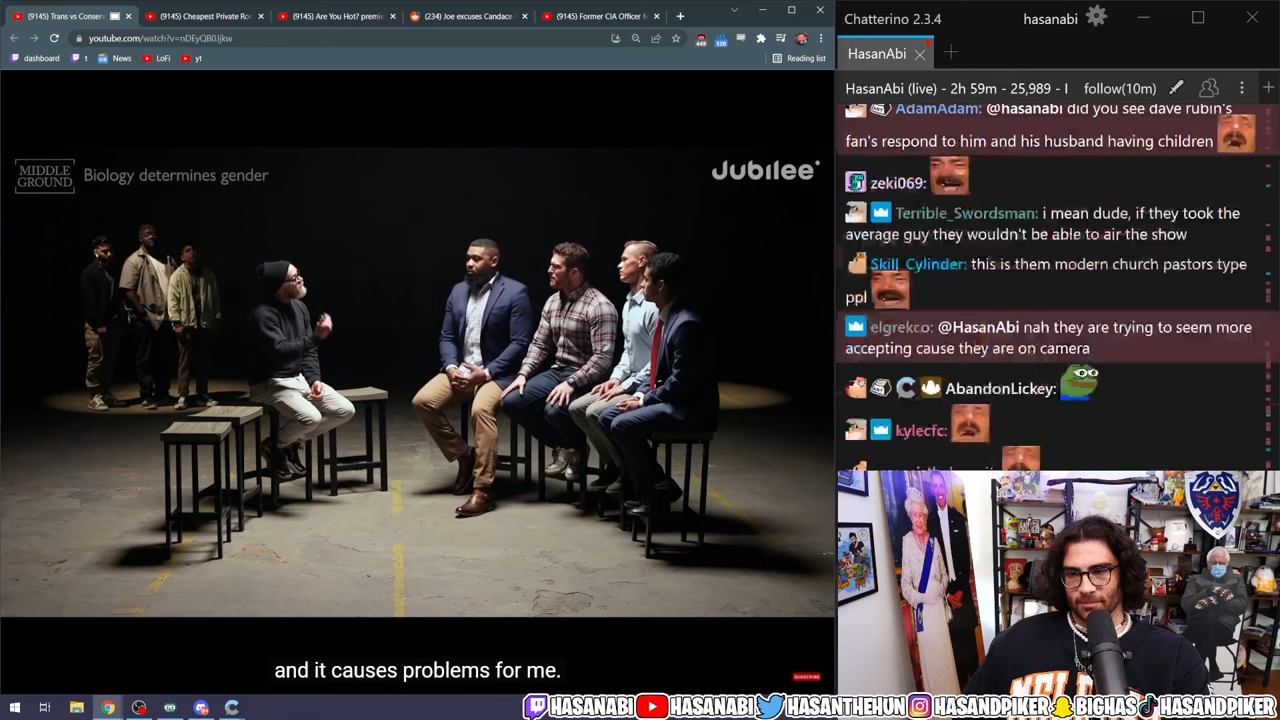 (9145) Trans vs Conserv
(9145) Cheapest Private Roo
(9145) Are You Hot? premie
(234) Joe excuses Candace
(9145) Former CIA Officer M
youtube.com/watch?v=nDEyQB0Jjkw
449
120
dashboard
t
News
LoFi
yt
Reading list
MIDDLE
GROUND
Biology determines gender
Jubilee
and it causes problems for me.
SUBSCRIBE
Chatterino 2.3.4
hasanabi
HasanAbi
HasanAbi (live) - 2h 59m - 25,989 - I
follow(10m)
AdamAdam: @hasanabi did you see dave rubin's
fan's respond to him and his husband having children
zeki069:
Terrible_Swordsman: i mean dude, if they took the
average guy they wouldn't be able to air the show
Skill_Cylinder: this is them modern church pastors type
ppl
elgrekco: @HasanAbi nah they are trying to seem more
accepting cause they are on camera
AbandonLickey:
kylecfc:
HASANABI HASANABI HASANTHEHUN HASANDPIKER BIGHAS HASANDPIKER